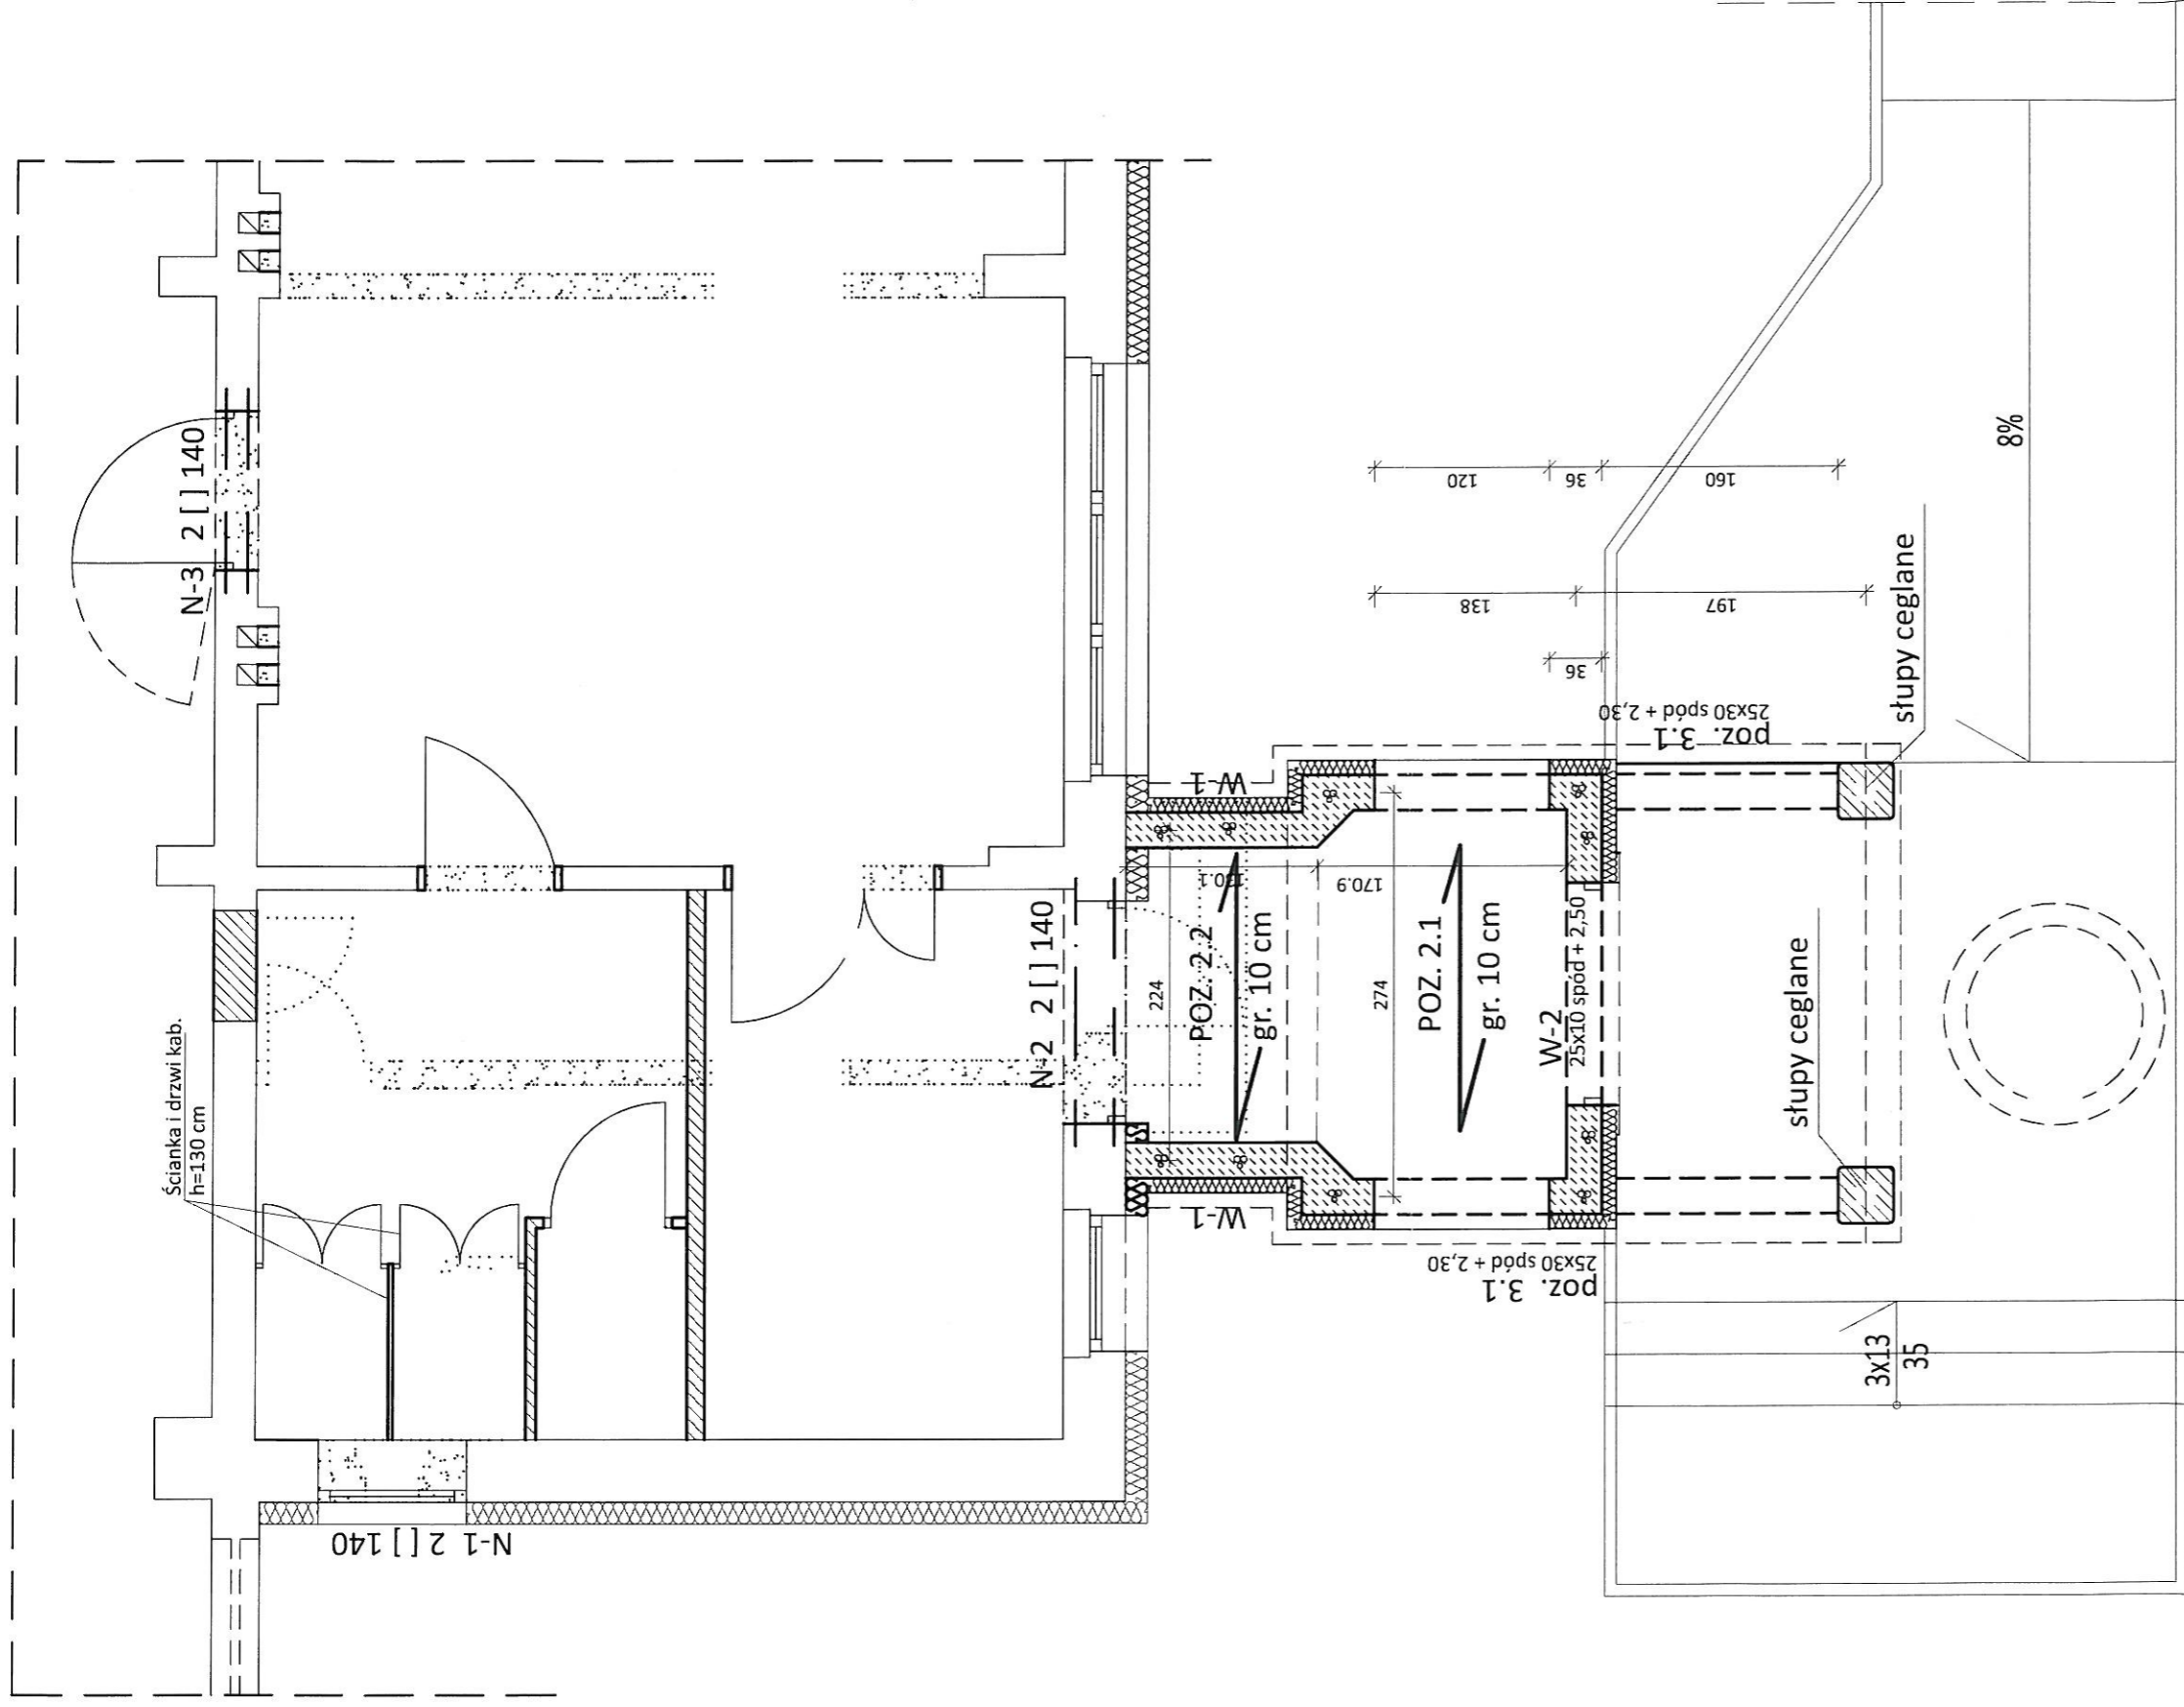 Ścianka i drzwi kab.
h=130 cm
N-3 2 [ ] 140
N-1 2 [ ] 140
N-2 2 [ ] 140
W-1
W-1
224
POZ. 2.2
gr. 10 cm
170.9
274
POZ. 2.1
gr. 10 cm
W-2
25x10 spód + 2,50
120
36
160
138
197
36
poz. 3.1
25x30 spód + 2,30
poz. 3.1
25x30 spód + 2,30
słupy ceglane
słupy ceglane
8%
3x13
35